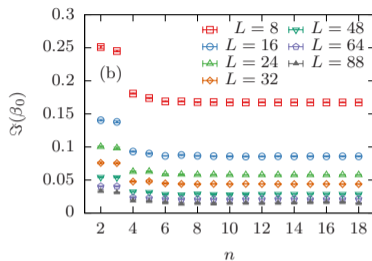 0.3
0.25
0.2
0.15
0.1
0.05
0
ℑ(β₀)
(b)
L = 8
L = 16
L = 24
L = 32
L = 48
L = 64
L = 88
2 4 6 8 10 12 14 16 18
n